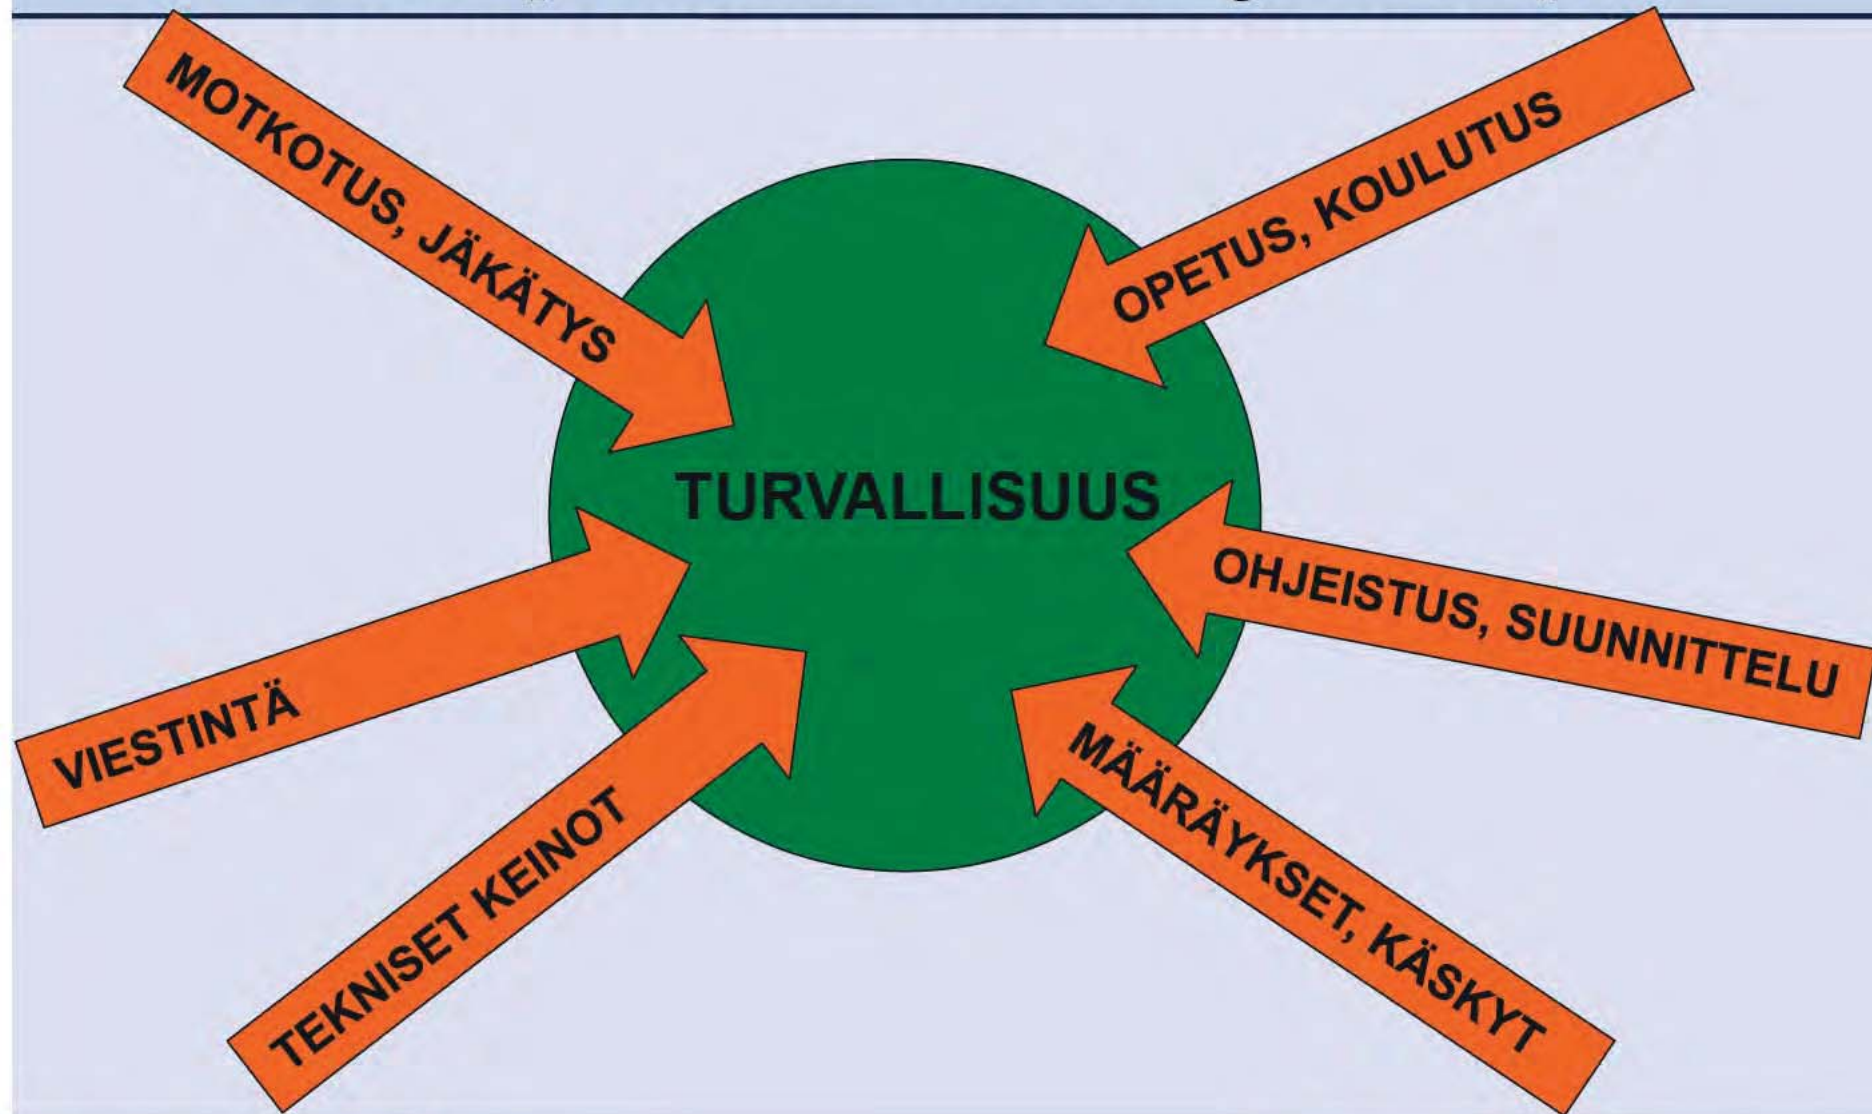 MOTKOTUS, JÄKÄTYS
OPETUS, KOULUTUS
TURVALLISUUS
OHJEISTUS, SUUNNITTELU
VIESTINTÄ
MÄÄRÄYKSET, KÄSKYT
TEKNISET KEINOT